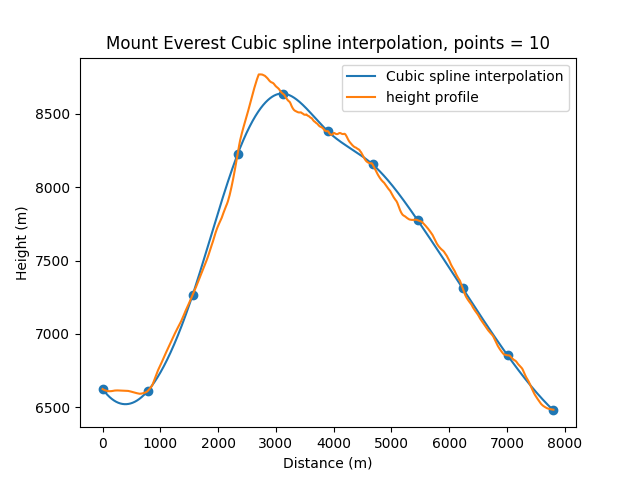 Mount Everest Cubic spline interpolation, points = 10
Cubic spline interpolation
height profile
Height (m)
8500
8000
7500
7000
6500
0 1000 2000 3000 4000 5000 6000 7000 8000
Distance (m)